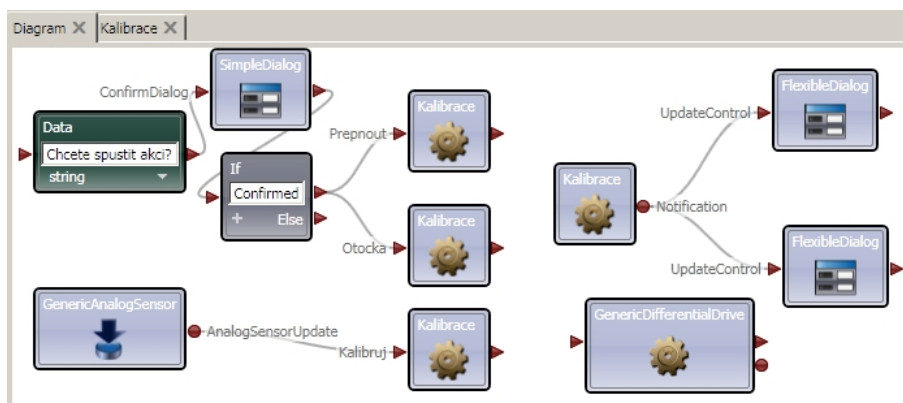 Diagram
Kalibrace
SimpleDialog
ConfirmDialog
Data
Chcete spustit akci?
string
If
Confirmed
Else
Prepnout
Kalibrace
Otocka
Kalibrace
GenericAnalogSensor
AnalogSensorUpdate
Kalibruj
Kalibrace
FlexibleDialog
UpdateControl
Kalibrace
Notification
FlexibleDialog
UpdateControl
GenericDifferentialDrive